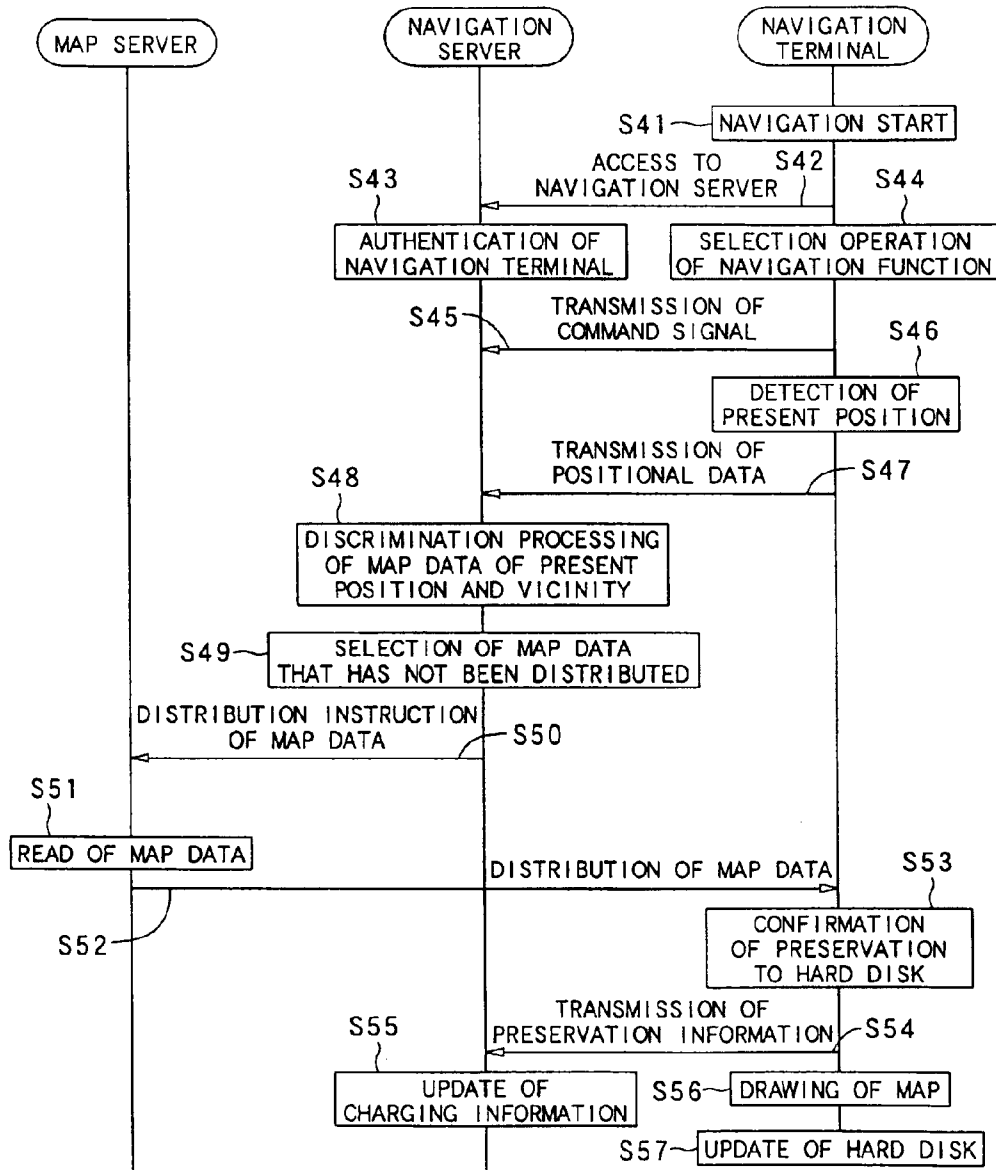 MAP SERVER
NAVIGATION
SERVER
NAVIGATION
TERMINAL
S41
NAVIGATION START
ACCESS TO
NAVIGATION SERVER
S42
S43
S44
AUTHENTICATION OF
NAVIGATION TERMINAL
SELECTION OPERATION
OF NAVIGATION FUNCTION
S45
TRANSMISSION OF
COMMAND SIGNAL
S46
DETECTION OF
PRESENT POSITION
TRANSMISSION OF
POSITIONAL DATA
S47
S48
DISCRIMINATION PROCESSING
OF MAP DATA OF PRESENT
POSITION AND VICINITY
S49
SELECTION OF MAP DATA
THAT HAS NOT BEEN DISTRIBUTED
DISTRIBUTION INSTRUCTION
OF MAP DATA
S50
S51
READ OF MAP DATA
DISTRIBUTION OF MAP DATA
S52
S53
CONFIRMATION
OF PRESERVATION
TO HARD DISK
TRANSMISSION OF
PRESERVATION INFORMATION
S54
S55
UPDATE OF
CHARGING INFORMATION
S56
DRAWING OF MAP
S57
UPDATE OF HARD DISK